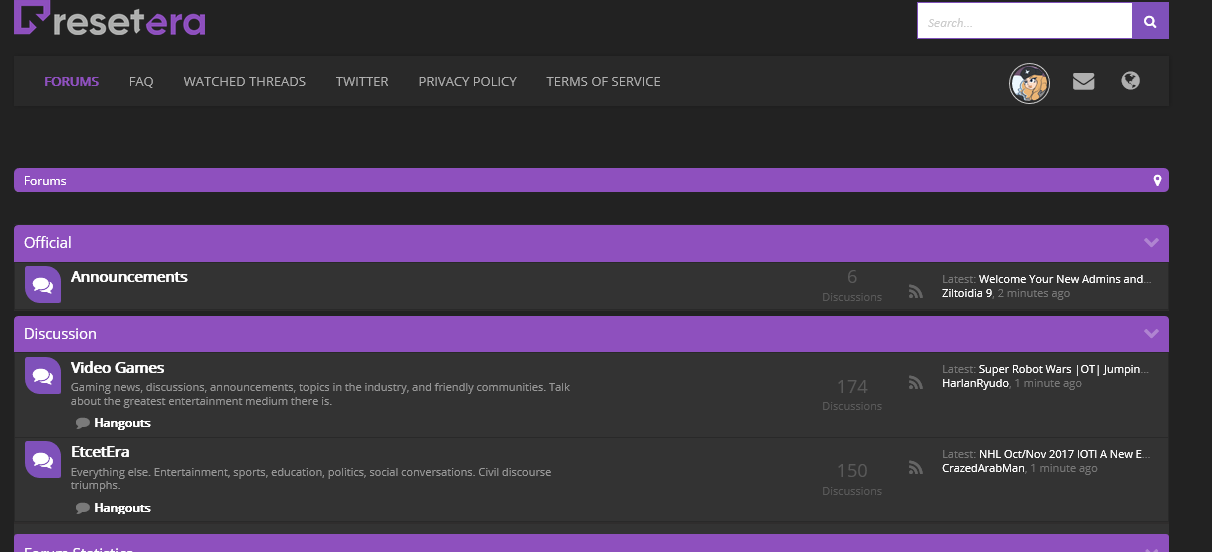 resetera
Search...
FORUMS FAQ WATCHED THREADS TWITTER PRIVACY POLICY TERMS OF SERVICE
Forums
Official
Announcements
6
Discussions
Latest: Welcome Your New Admins and...
Ziltoidia 9, 2 minutes ago
Discussion
Video Games
Gaming news, discussions, announcements, topics in the industry, and friendly communities. Talk
about the greatest entertainment medium there is.
Hangouts
174
Discussions
Latest: Super Robot Wars |OT| Jumpin...
HarlanRyudo, 1 minute ago
EtcetEra
Everything else. Entertainment, sports, education, politics, social conversations. Civil discourse
triumphs.
Hangouts
150
Discussions
Latest: NHL Oct/Nov 2017 IOTI A New E...
CrazedArabMan, 1 minute ago
Forum Statistics